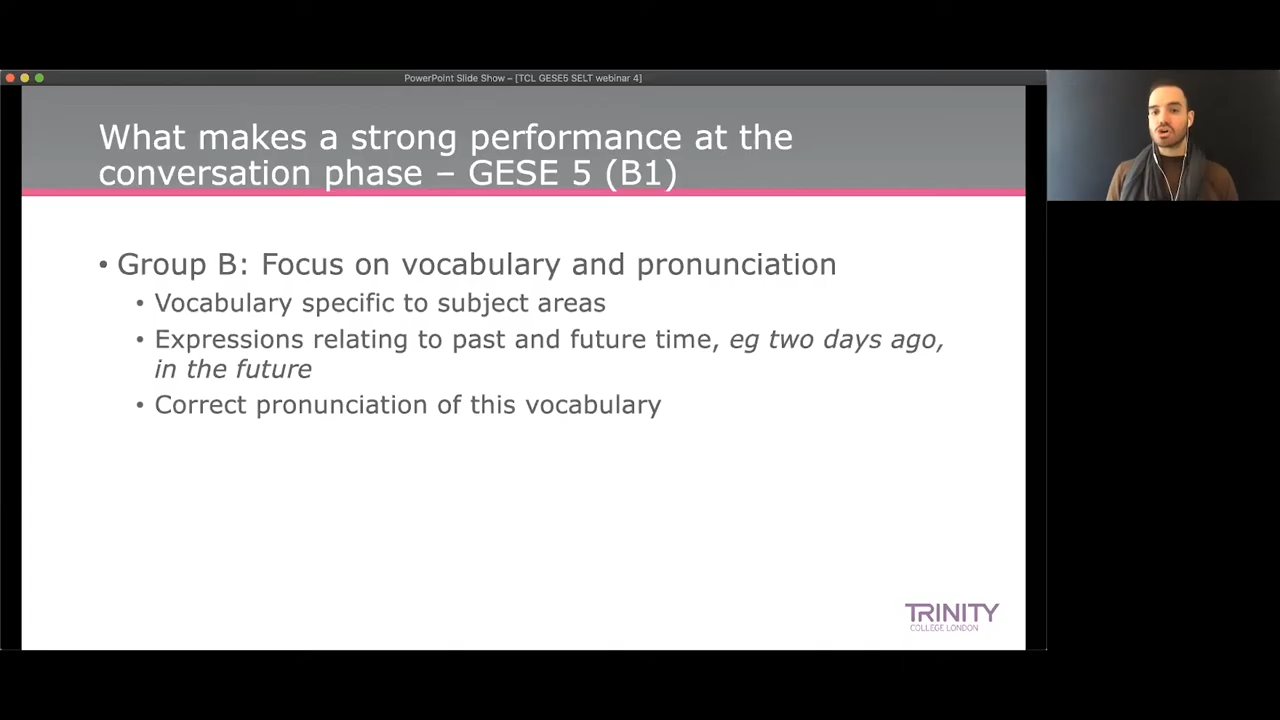 PowerPoint Slide Show – [TCL GESE5 SELT webinar 4]
What makes a strong performance at the
conversation phase – GESE 5 (B1)
• Group B: Focus on vocabulary and pronunciation
• Vocabulary specific to subject areas
• Expressions relating to past and future time, eg two days ago,
in the future
• Correct pronunciation of this vocabulary
TRINITY
COLLEGE LONDON